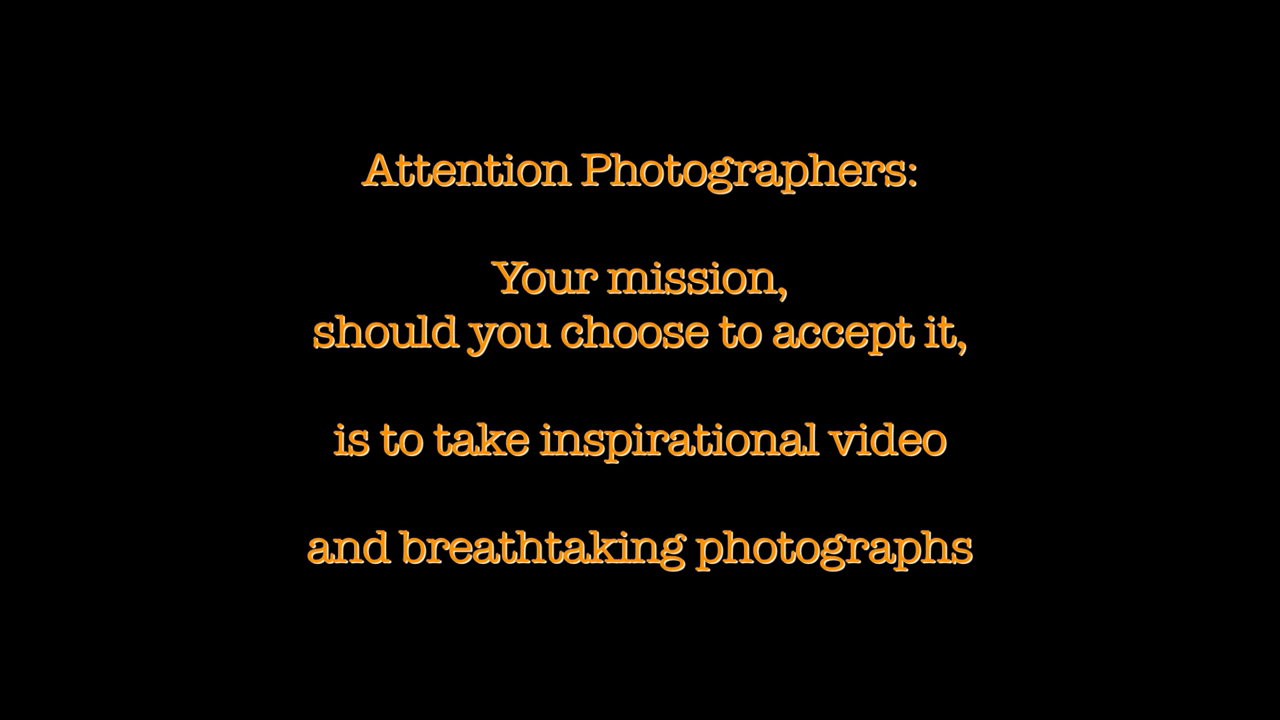 Attention Photographers:
Your mission,
should you choose to accept it,
is to take inspirational video
and breathtaking photographs